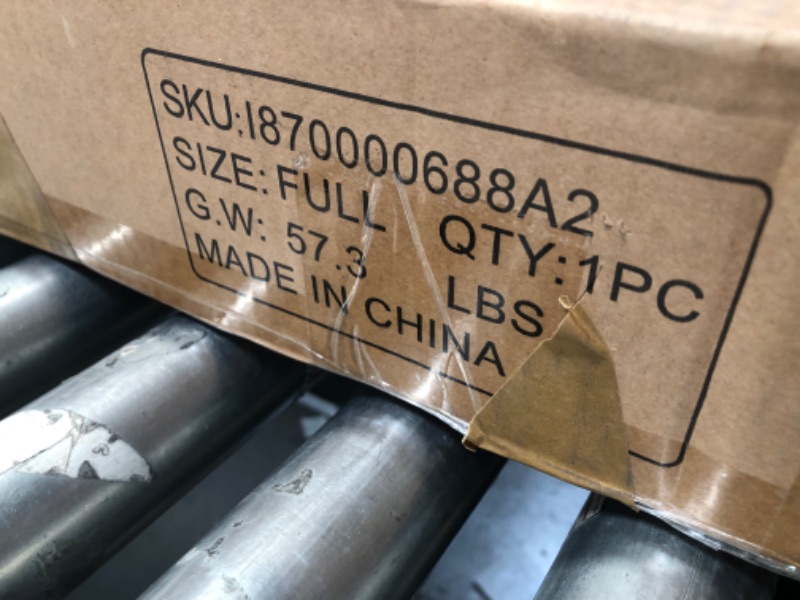 SKU:I870000688A2
SIZE: FULL QTY:1PC
G.W: 57.3 LBS
MADE IN CHINA